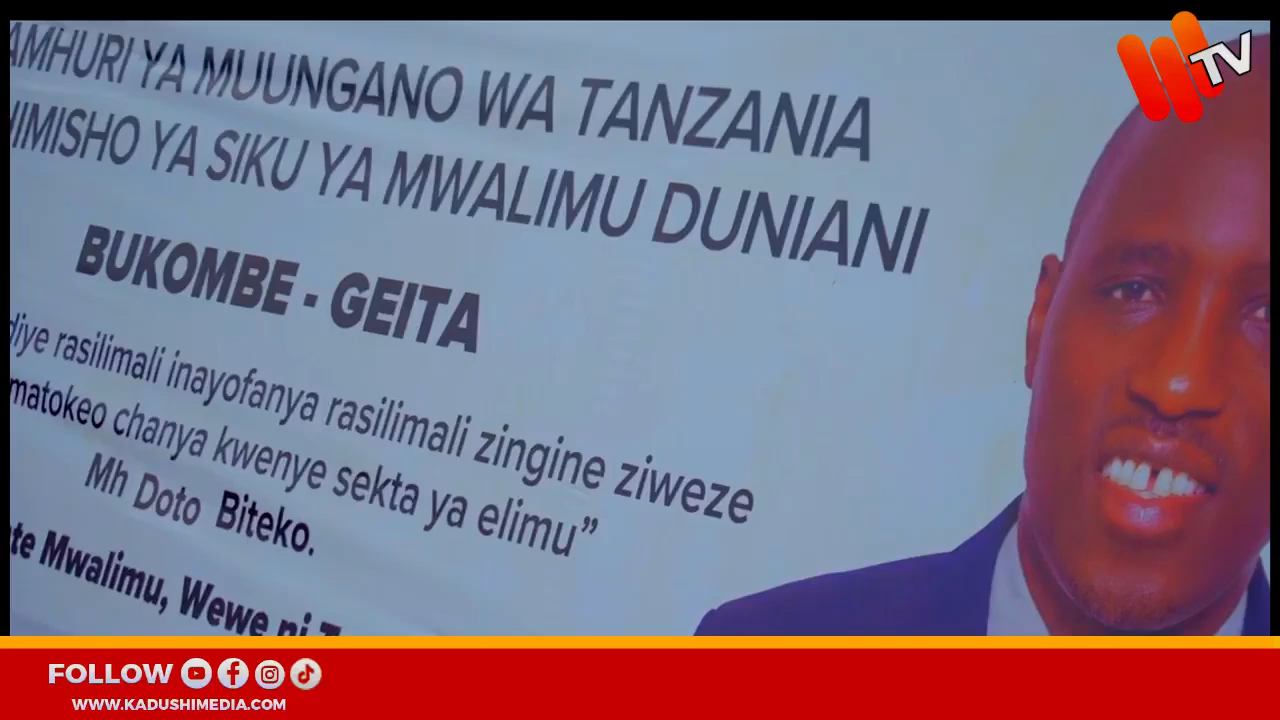 AMHURI YA MUUNGANO WA TANZANIA
IMISHO YA SIKU YA MWALIMU DUNIANI
BUKOMBE - GEITA
diye rasilimali inayofanya rasilimali zingine ziweze
matokeo chanya kwenye sekta ya elimu”
Mh Doto Biteko.
te Mwalimu, Wewe ni
TV
FOLLOW
WWW.KADUSHIMEDIA.COM